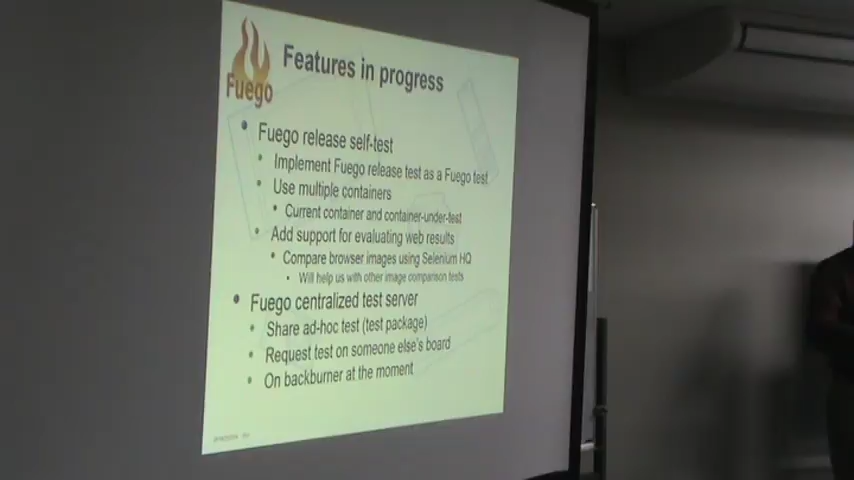 Fuego
Features in progress
Fuego release self-test
Implement Fuego release test as a Fuego test
Use multiple containers
Current container and container-under-test
Add support for evaluating web results
Compare browser images using Selenium HQ
Will help us with other image comparison tests
Fuego centralized test server
Share ad-hoc test (test package)
Request test on someone else's board
On backburner at the moment